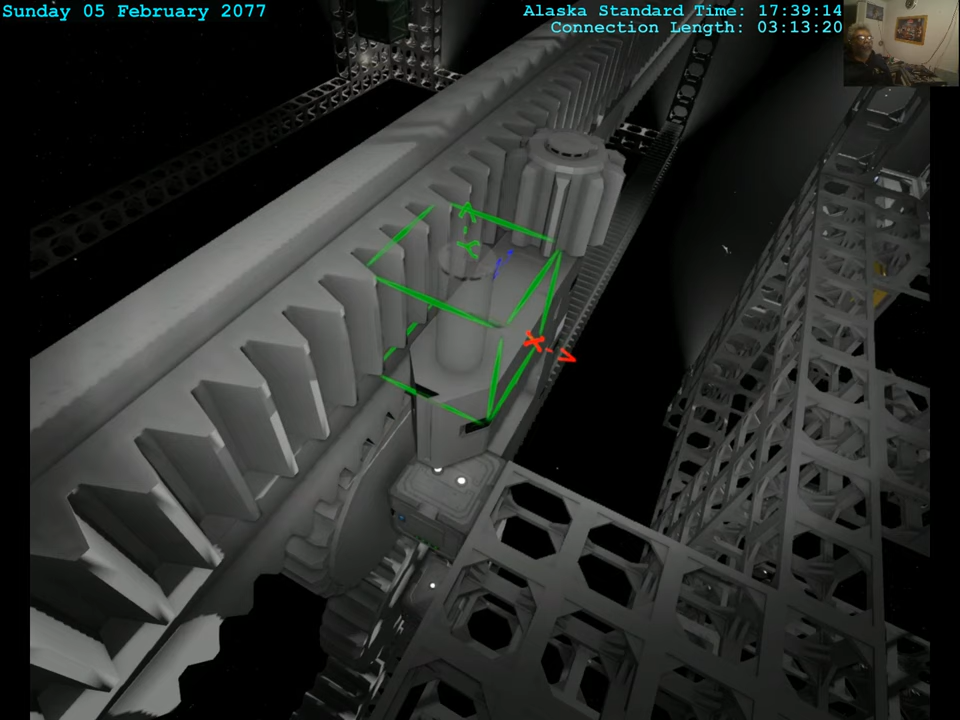 Sunday 05 February 2077
Alaska Standard Time: 17:39:14
Connection Length: 03:13:20